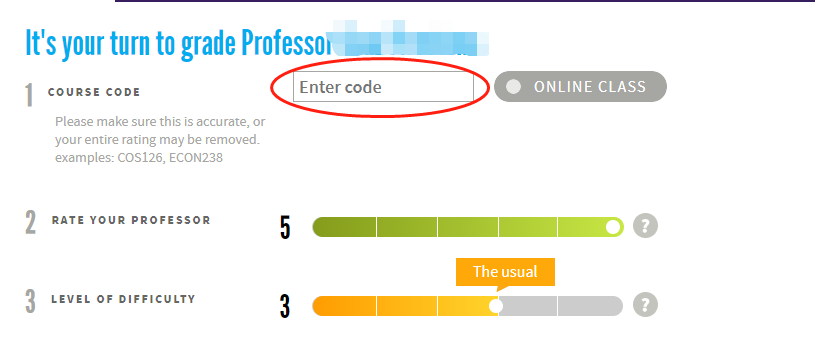 It's your turn to grade Professor
1 COURSE CODE
Enter code
ONLINE CLASS
Please make sure this is accurate, or
your entire rating may be removed.
examples: COS126, ECON238
2 RATE YOUR PROFESSOR
5
?
The usual
3 LEVEL OF DIFFICULTY
3
?